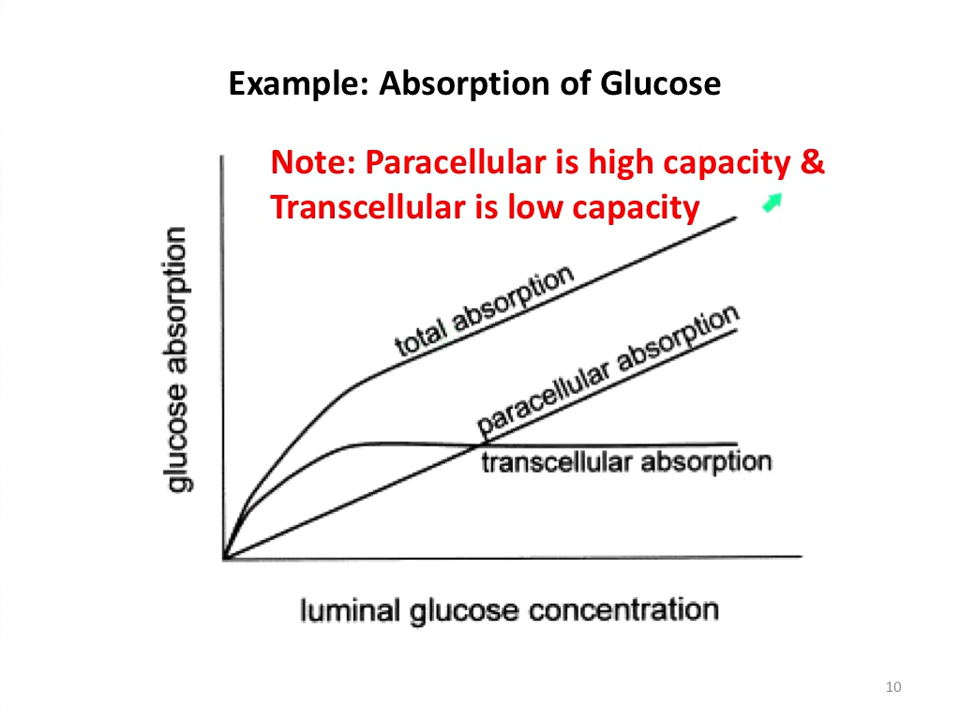 Example: Absorption of Glucose
Note: Paracellular is high capacity &
Transcellular is low capacity
glucose absorption
total absorption
paracellular absorption
transcellular absorption
luminal glucose concentration
10